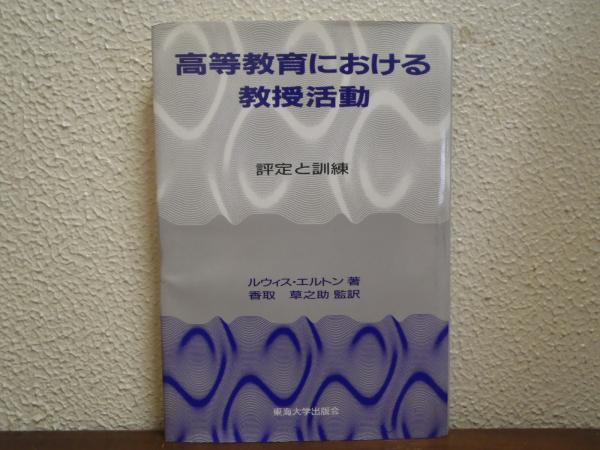 高等教育における
教授活動
評定と訓練
ルウィス・エルトン 著
香取 草之助 監訳
東海大学出版会